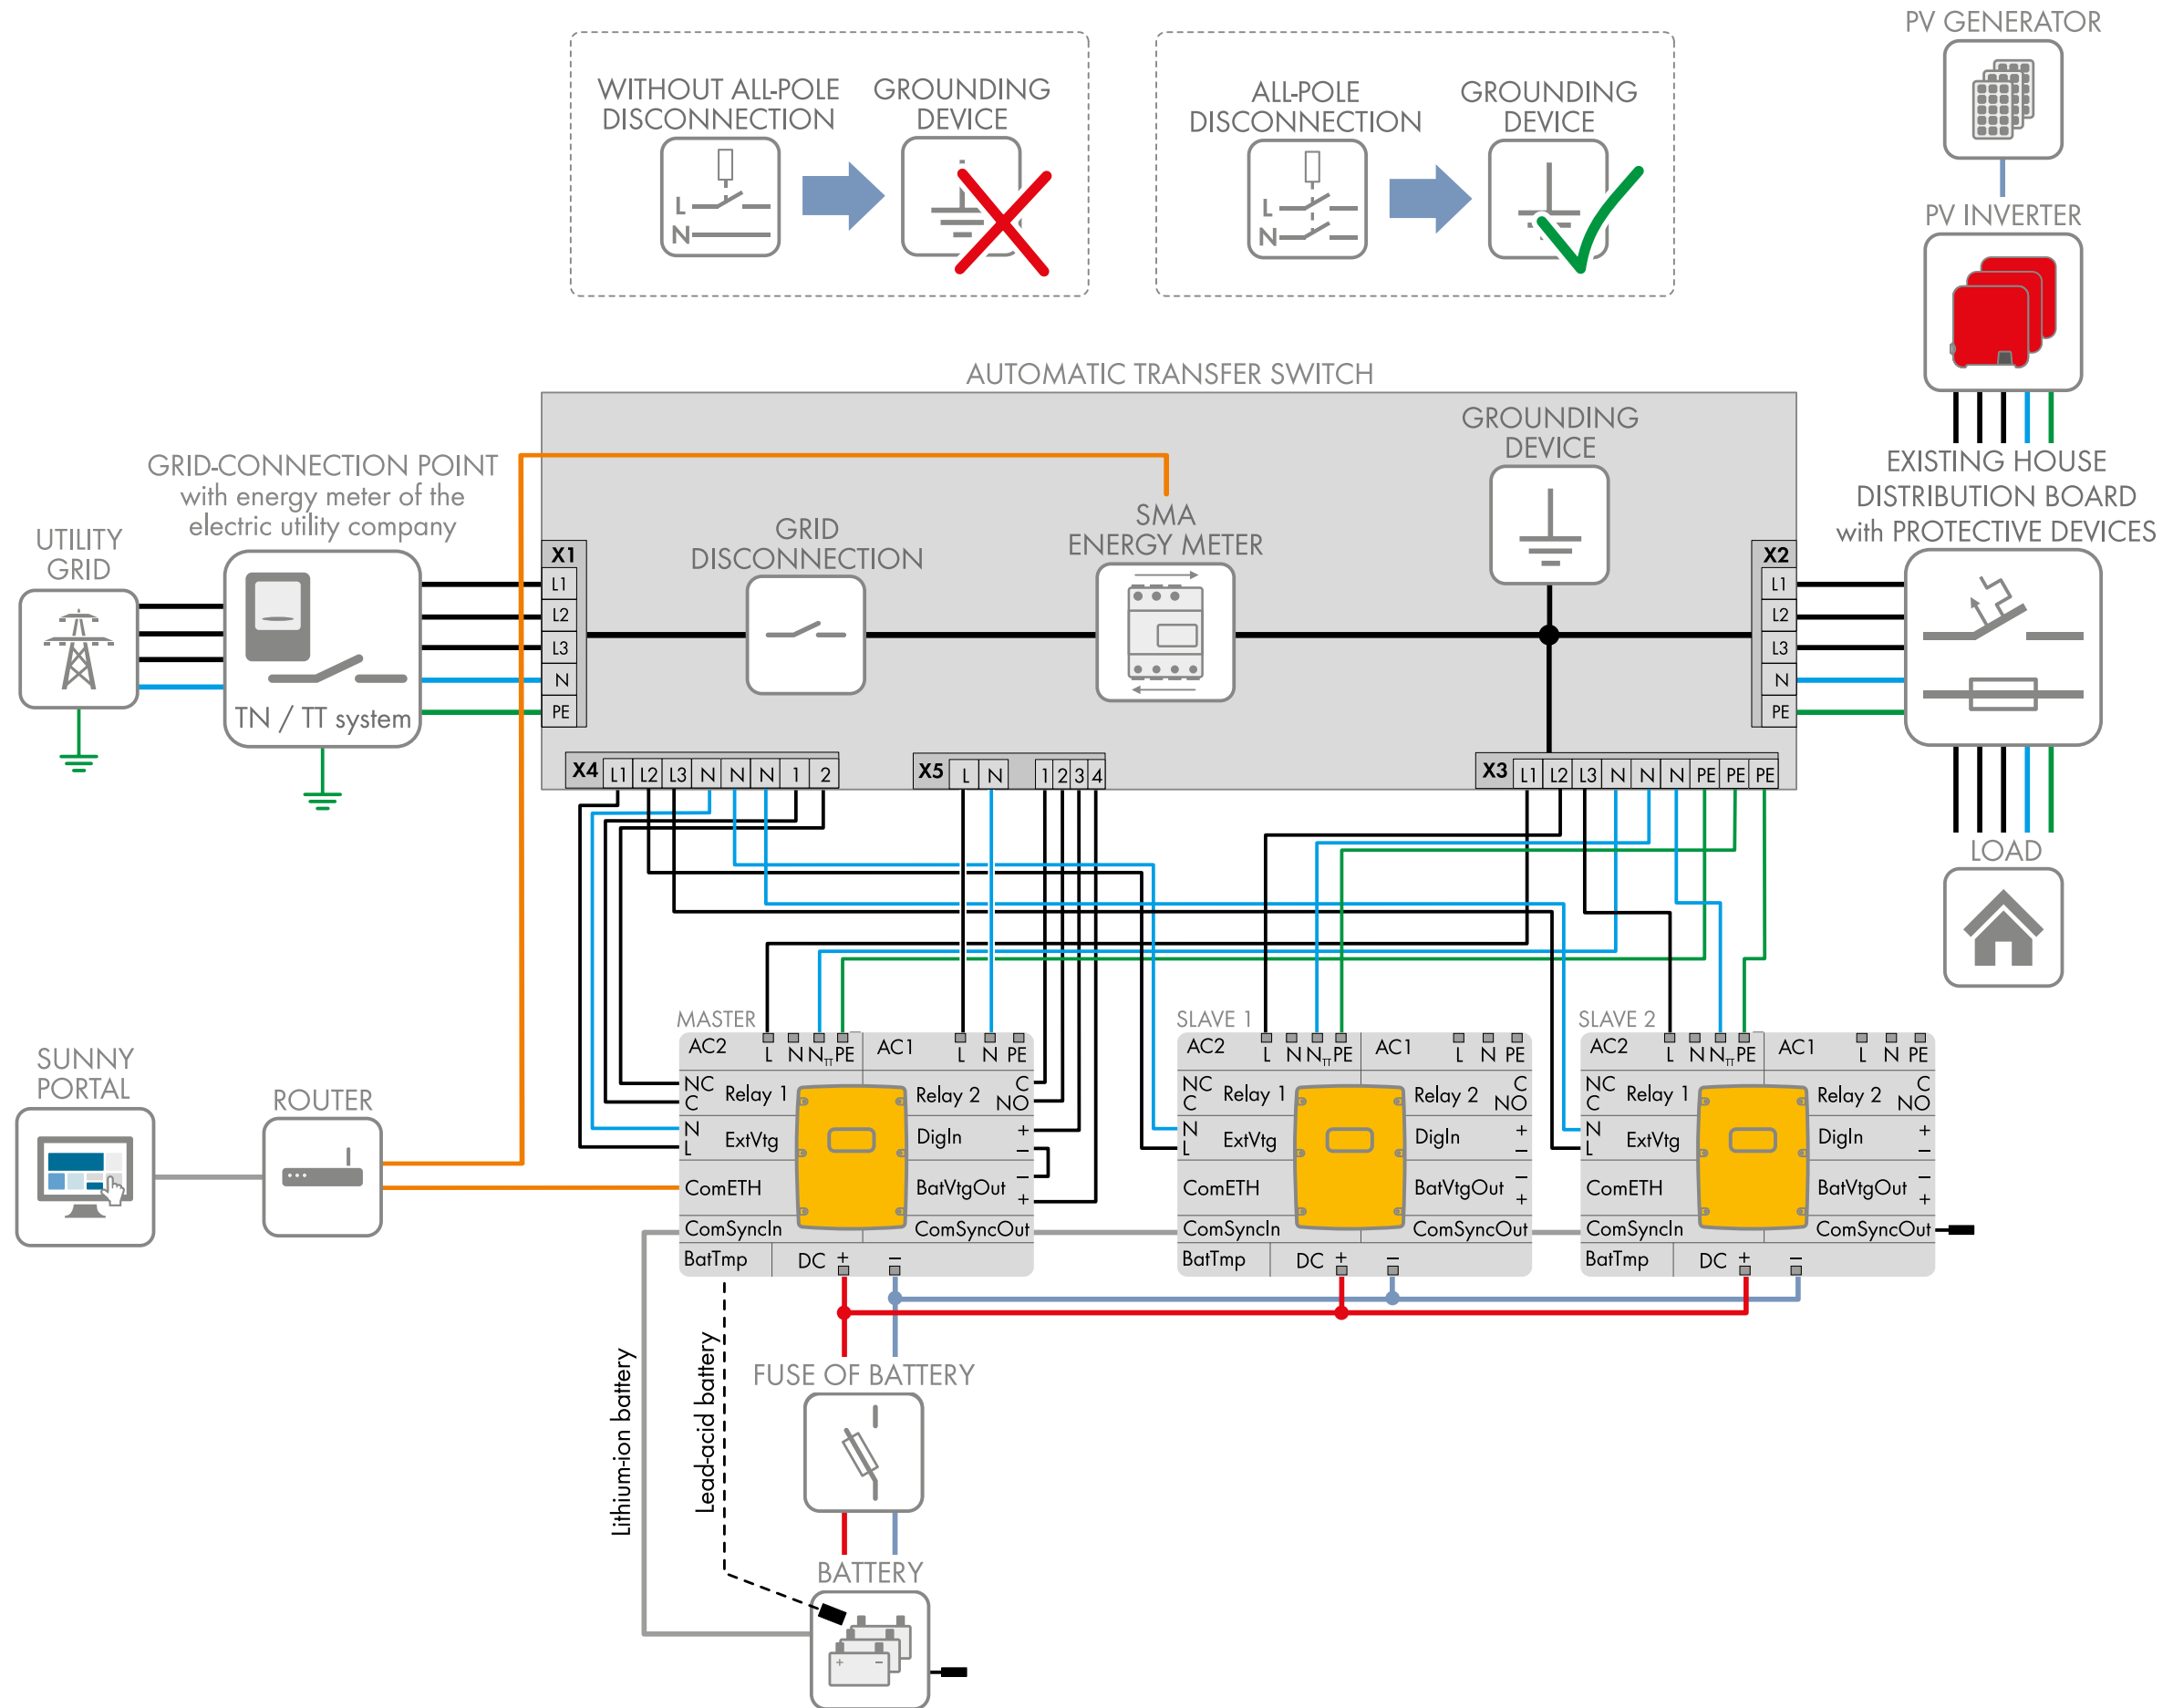 PV GENERATOR
WITHOUT ALL-POLE
DISCONNECTION
GROUNDING
DEVICE
L
N
ALL-POLE
DISCONNECTION
GROUNDING
DEVICE
L
N
PV INVERTER
AUTOMATIC TRANSFER SWITCH
GRID-CONNECTION POINT
with energy meter of the
electric utility company
UTILITY
GRID
TN / TT system
GRID
DISCONNECTION
SMA
ENERGY METER
GROUNDING
DEVICE
EXISTING HOUSE
DISTRIBUTION BOARD
with PROTECTIVE DEVICES
X1
L1
L2
L3
N
PE
X2
L1
L2
L3
N
PE
X4 L1 L2 L3 N N N 1 2
X5 L N 1 2 3 4
X3 L1 L2 L3 N N N PE PE PE
LOAD
MASTER
AC2 L N NTT PE AC1 L N PE
NC
C
Relay 1
Relay 2
C
NO
N
L
ExtVtg
DigIn
+
−
ComETH
BatVtgOut
−
+
ComSyncIn
ComSyncOut
BatTmp
DC + −
SLAVE 1
AC2 L N NTT PE AC1 L N PE
NC
C
Relay 1
Relay 2
C
NO
N
L
ExtVtg
DigIn
+
−
ComETH
BatVtgOut
−
+
ComSyncIn
ComSyncOut
BatTmp
DC + −
SLAVE 2
AC2 L N NTT PE AC1 L N PE
NC
C
Relay 1
Relay 2
C
NO
N
L
ExtVtg
DigIn
+
−
ComETH
BatVtgOut
−
+
ComSyncIn
ComSyncOut
BatTmp
DC + −
SUNNY
PORTAL
ROUTER
Lithium-ion battery
Lead-acid battery
FUSE OF BATTERY
BATTERY
+ −